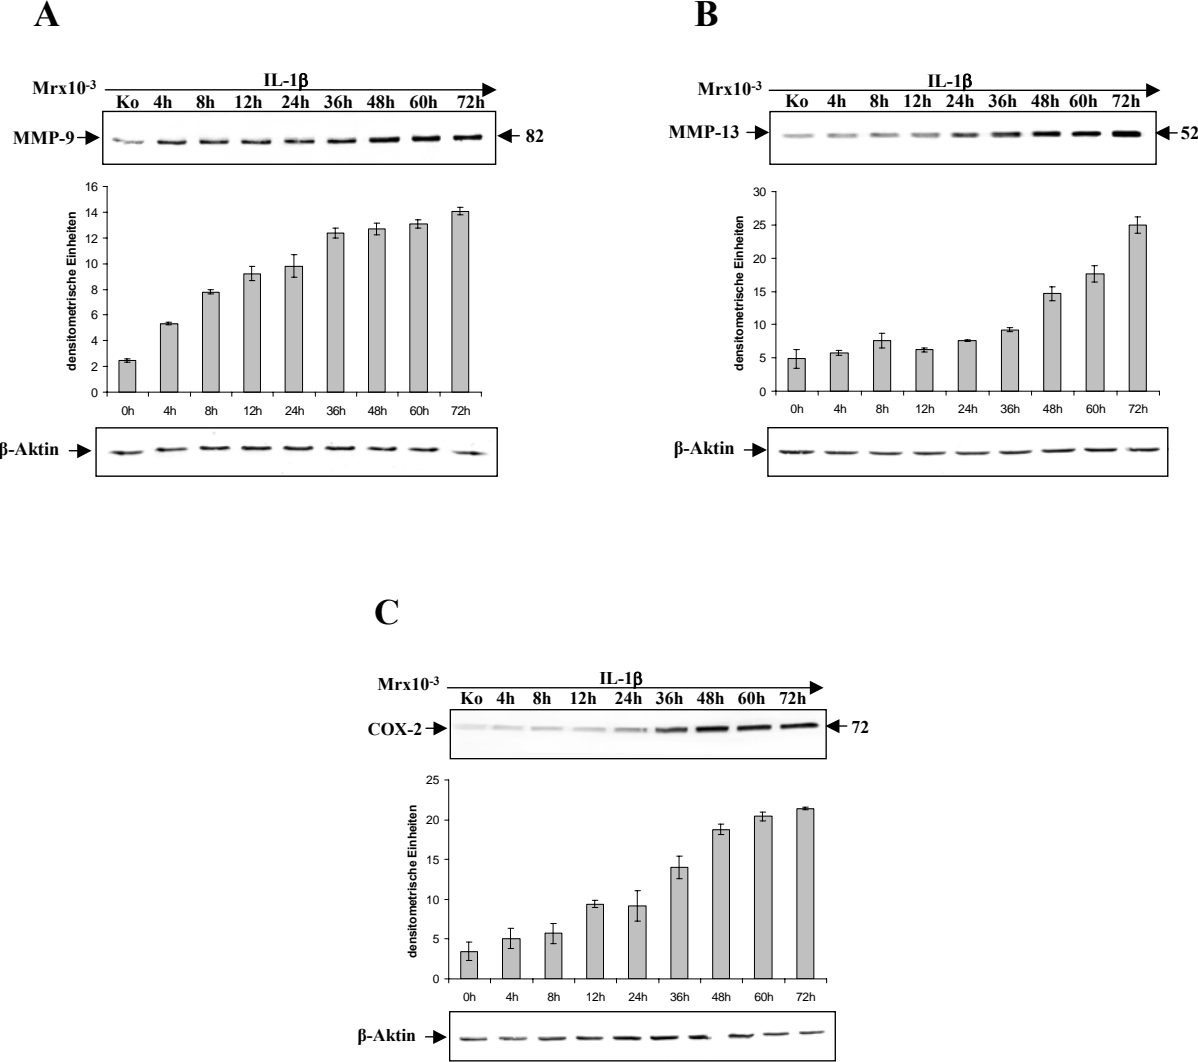 A
IL-1β
Mrx10-3
Ko 4h 8h 12h 24h 36h 48h 60h 72h
MMP-9 82
16
14
12
10
8
6
4
2
0
densitometrische Einheiten
0h 4h 8h 12h 24h 36h 48h 60h 72h
β-Aktin
B
IL-1β
Mrx10-3
Ko 4h 8h 12h 24h 36h 48h 60h 72h
MMP-13 52
30
25
20
15
10
5
0
densitometrische Einheiten
0h 4h 8h 12h 24h 36h 48h 60h 72h
β-Aktin
C
IL-1β
Mrx10-3
Ko 4h 8h 12h 24h 36h 48h 60h 72h
COX-2 72
25
20
15
10
5
0
densitometrische Einheiten
0h 4h 8h 12h 24h 36h 48h 60h 72h
β-Aktin